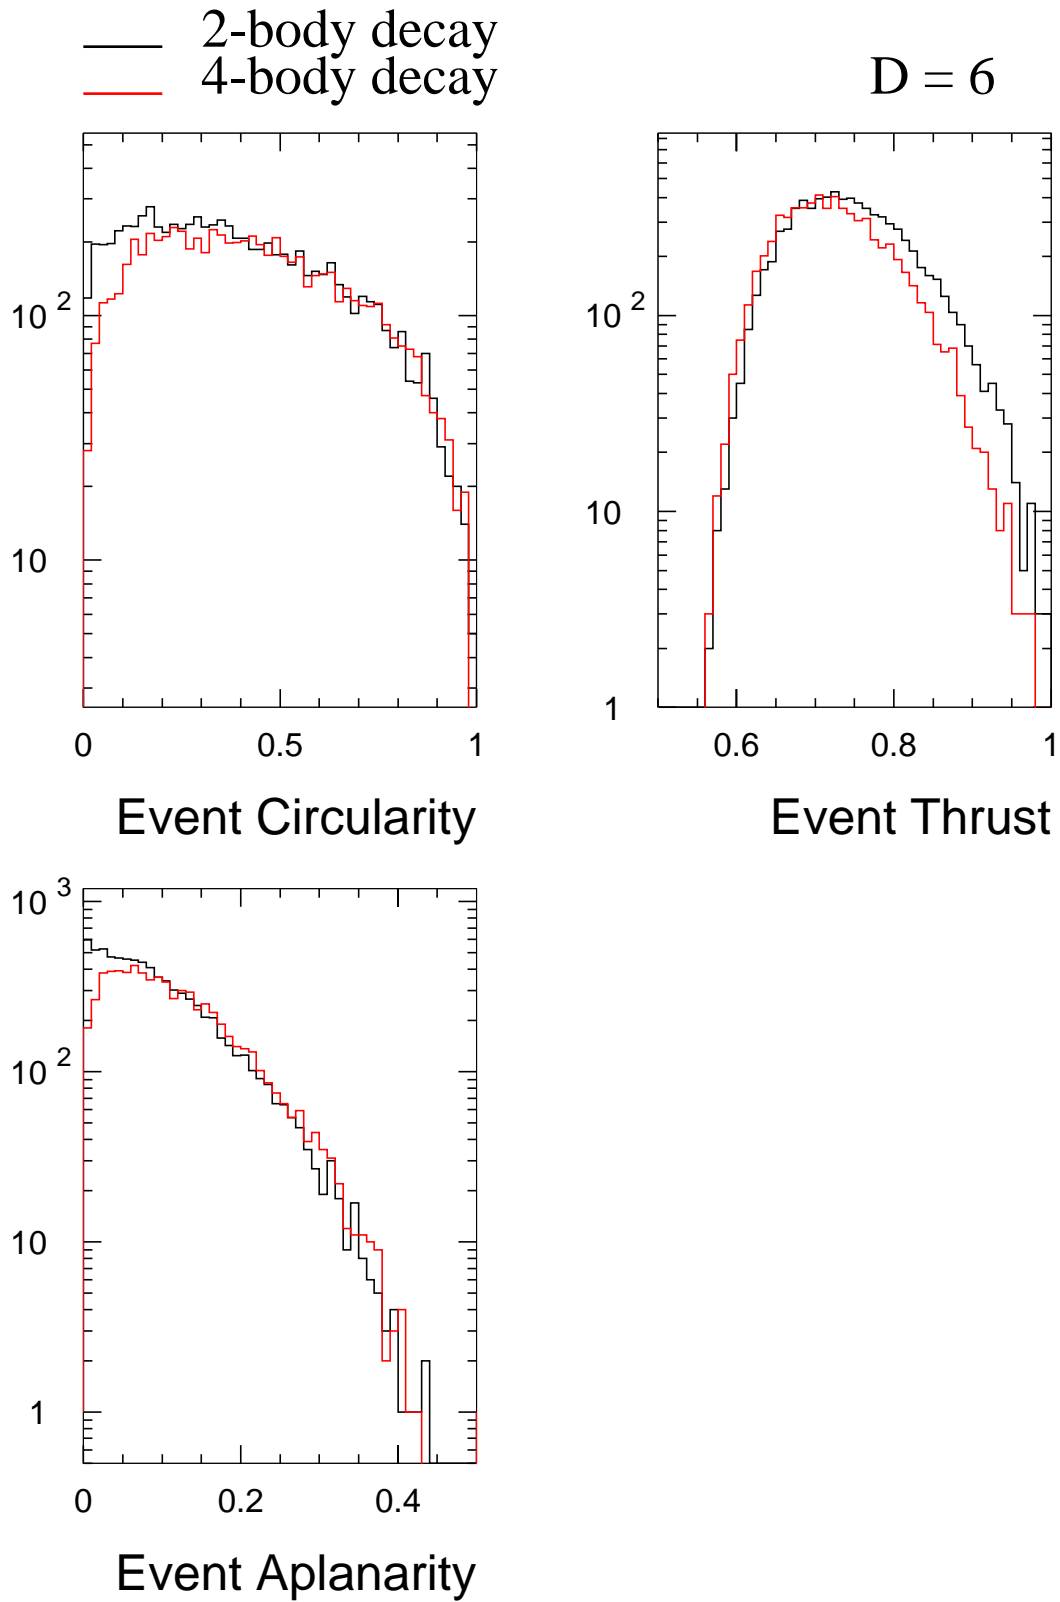 2-body decay
4-body decay
D = 6
10 2
10
0 0.5 1
Event Circularity
10 2
10
1
0.6 0.8 1
Event Thrust
10 3
10 2
10
1
0 0.2 0.4
Event Aplanarity